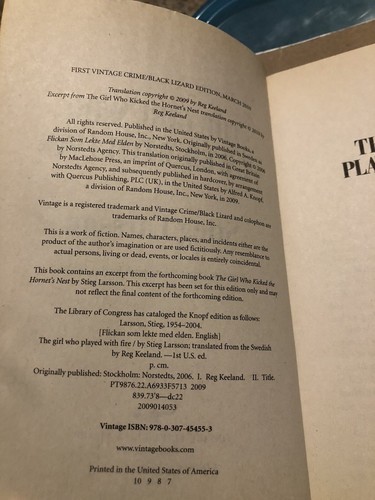 FIRST VINTAGE CRIME/BLACK LIZARD EDITION, MARCH 2010
Translation copyright © 2009 by Reg Keeland
Excerpt from The Girl Who Kicked the Hornet's Nest translation copyright © 2010 by
Reg Keeland
All rights reserved. Published in the United States by Vintage Books, a
division of Random House, Inc., New York. Originally published in Sweden as
Flickan Som Lekte Med Elden by Norstedts, Stockholm, in 2006. Copyright © 2006
by Norstedts Agency. This translation originally published in Great Britain
by MacLehose Press, an imprint of Quercus, London, with agreement of
Norstedts Agency, and subsequently published in hardcover, by arrangement
with Quercus Publishing, PLC (UK), in the United States by Alfred A. Knopf,
a division of Random House, Inc., New York, in 2009.
Vintage is a registered trademark and Vintage Crime/Black Lizard and colophon are
trademarks of Random House, Inc.
This is a work of fiction. Names, characters, places, and incidents either are the
product of the author's imagination or are used fictitiously. Any resemblance to
actual persons, living or dead, events, or locales is entirely coincidental.
This book contains an excerpt from the forthcoming book The Girl Who Kicked the
Hornet's Nest by Stieg Larsson. This excerpt has been set for this edition only and may
not reflect the final content of the forthcoming edition.
The Library of Congress has cataloged the Knopf edition as follows:
Larsson, Stieg, 1954–2004.
[Flickan som lekte med elden. English]
The girl who played with fire / by Stieg Larsson; translated from the Swedish
by Reg Keeland. —1st U.S. ed.
p. cm.
Originally published: Stockholm: Norstedts, 2006. I. Reg Keeland. II. Title.
PT9876.22.A6933F5713 2009
839.73'8—dc22
2009014053
Vintage ISBN: 978-0-307-45455-3
www.vintagebooks.com
Printed in the United States of America
10 9 8 7